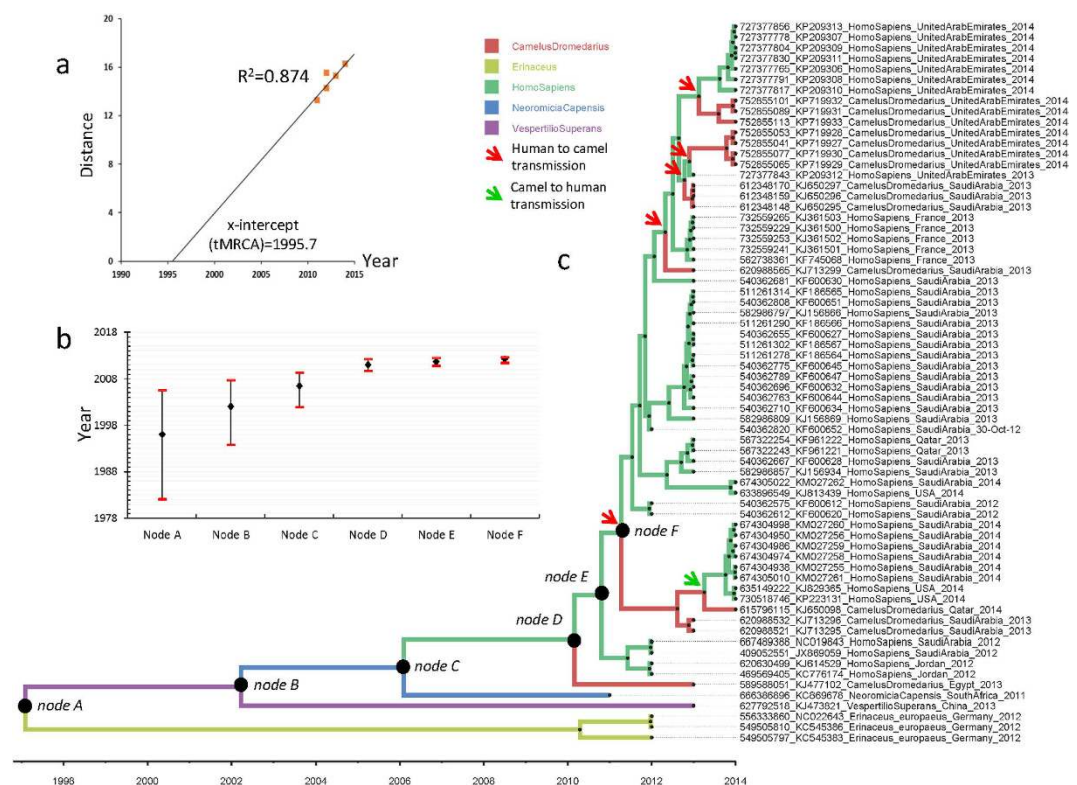 a
20
16
12
8
4
0
Distance
R²=0.874
x-intercept
(tMRCA)=1995.7
1990
1995
2000
2005
2010
2015
Year
CamelusDromedarius
Erinaceus
HomoSapiens
NeoromiciaCapensis
VespertilioSuperans
Human to camel
transmission
Camel to human
transmission
b
2018
2008
1998
1988
1978
Year
Node A
Node B
Node C
Node D
Node E
Node F
c
727377856_KP209313_HomoSapiens_UnitedArabEmirates_2014
727377778_KP209307_HomoSapiens_UnitedArabEmirates_2014
727377804_KP209309_HomoSapiens_UnitedArabEmirates_2014
727377830_KP209311_HomoSapiens_UnitedArabEmirates_2014
727377765_KP209306_HomoSapiens_UnitedArabEmirates_2014
727377791_KP209308_HomoSapiens_UnitedArabEmirates_2014
727377817_KP209310_HomoSapiens_UnitedArabEmirates_2014
752855101_KP719932_CamelusDromedarius_UnitedArabEmirates_2014
752855089_KP719931_CamelusDromedarius_UnitedArabEmirates_2014
752855113_KP719933_CamelusDromedarius_UnitedArabEmirates_2014
752855053_KP719928_CamelusDromedarius_UnitedArabEmirates_2014
752855041_KP719927_CamelusDromedarius_UnitedArabEmirates_2014
752855077_KP719930_CamelusDromedarius_UnitedArabEmirates_2014
752855065_KP719929_CamelusDromedarius_UnitedArabEmirates_2014
727377843_KP209312_HomoSapiens_UnitedArabEmirates_2013
612348170_KJ650297_CamelusDromedarius_SaudiArabia_2013
612348159_KJ650296_CamelusDromedarius_SaudiArabia_2013
612348148_KJ650295_CamelusDromedarius_SaudiArabia_2013
732559265_KJ361503_HomoSapiens_France_2013
732559229_KJ361500_HomoSapiens_France_2013
732559253_KJ361502_HomoSapiens_France_2013
732559241_KJ361501_HomoSapiens_France_2013
562738361_KF745068_HomoSapiens_France_2013
620988565_KJ713299_CamelusDromedarius_SaudiArabia_2013
540362681_KF600630_HomoSapiens_SaudiArabia_2013
511261314_KF186565_HomoSapiens_SaudiArabia_2013
540362808_KF600651_HomoSapiens_SaudiArabia_2013
582986797_KJ156866_HomoSapiens_SaudiArabia_2013
511261290_KF186566_HomoSapiens_SaudiArabia_2013
540362655_KF600627_HomoSapiens_SaudiArabia_2013
511261302_KF186567_HomoSapiens_SaudiArabia_2013
511261278_KF186564_HomoSapiens_SaudiArabia_2013
540362775_KF600645_HomoSapiens_SaudiArabia_2013
540362789_KF600647_HomoSapiens_SaudiArabia_2013
540362696_KF600632_HomoSapiens_SaudiArabia_2013
540362763_KF600644_HomoSapiens_SaudiArabia_2013
540362710_KF600634_HomoSapiens_SaudiArabia_2013
582986809_KJ156869_HomoSapiens_SaudiArabia_2013
540362820_KF600652_HomoSapiens_SaudiArabia_30-Oct-12
567322254_KF961222_HomoSapiens_Qatar_2013
567322243_KF961221_HomoSapiens_Qatar_2013
540362667_KF600628_HomoSapiens_SaudiArabia_2013
582986857_KJ156934_HomoSapiens_SaudiArabia_2013
674305022_KM027262_HomoSapiens_SaudiArabia_2014
633896549_KJ813439_HomoSapiens_USA_2014
540362575_KF600612_HomoSapiens_SaudiArabia_2012
540362612_KF600620_HomoSapiens_SaudiArabia_2012
674304998_KM027260_HomoSapiens_SaudiArabia_2014
674304950_KM027256_HomoSapiens_SaudiArabia_2014
674304986_KM027259_HomoSapiens_SaudiArabia_2014
674304974_KM027258_HomoSapiens_SaudiArabia_2014
674304938_KM027255_HomoSapiens_SaudiArabia_2014
674305010_KM027261_HomoSapiens_SaudiArabia_2014
635149222_KJ829365_HomoSapiens_USA_2014
730518746_KP223131_HomoSapiens_USA_2014
615796115_KJ650098_CamelusDromedarius_Qatar_2014
620988532_KJ713296_CamelusDromedarius_SaudiArabia_2013
620988521_KJ713295_CamelusDromedarius_SaudiArabia_2013
667489388_NC019843_HomoSapiens_SaudiArabia_2012
409052551_JX869059_HomoSapiens_SaudiArabia_2012
620630499_KJ614529_HomoSapiens_Jordan_2012
469569405_KC776174_HomoSapiens_Jordan_2012
589588051_KJ477102_CamelusDromedarius_Egypt_2013
666386896_KC869678_NeoromiciaCapensis_SouthAfrica_2011
627792518_KJ473821_VespertilioSuperans_China_2013
556333860_NC022643_Erinaceus_europaeus_Germany_2012
549505810_KC545386_Erinaceus_europaeus_Germany_2012
549505797_KC545383_Erinaceus_europaeus_Germany_2012
node F
node E
node D
node C
node B
node A
1996
1998
2000
2002
2004
2006
2008
2010
2012
2014